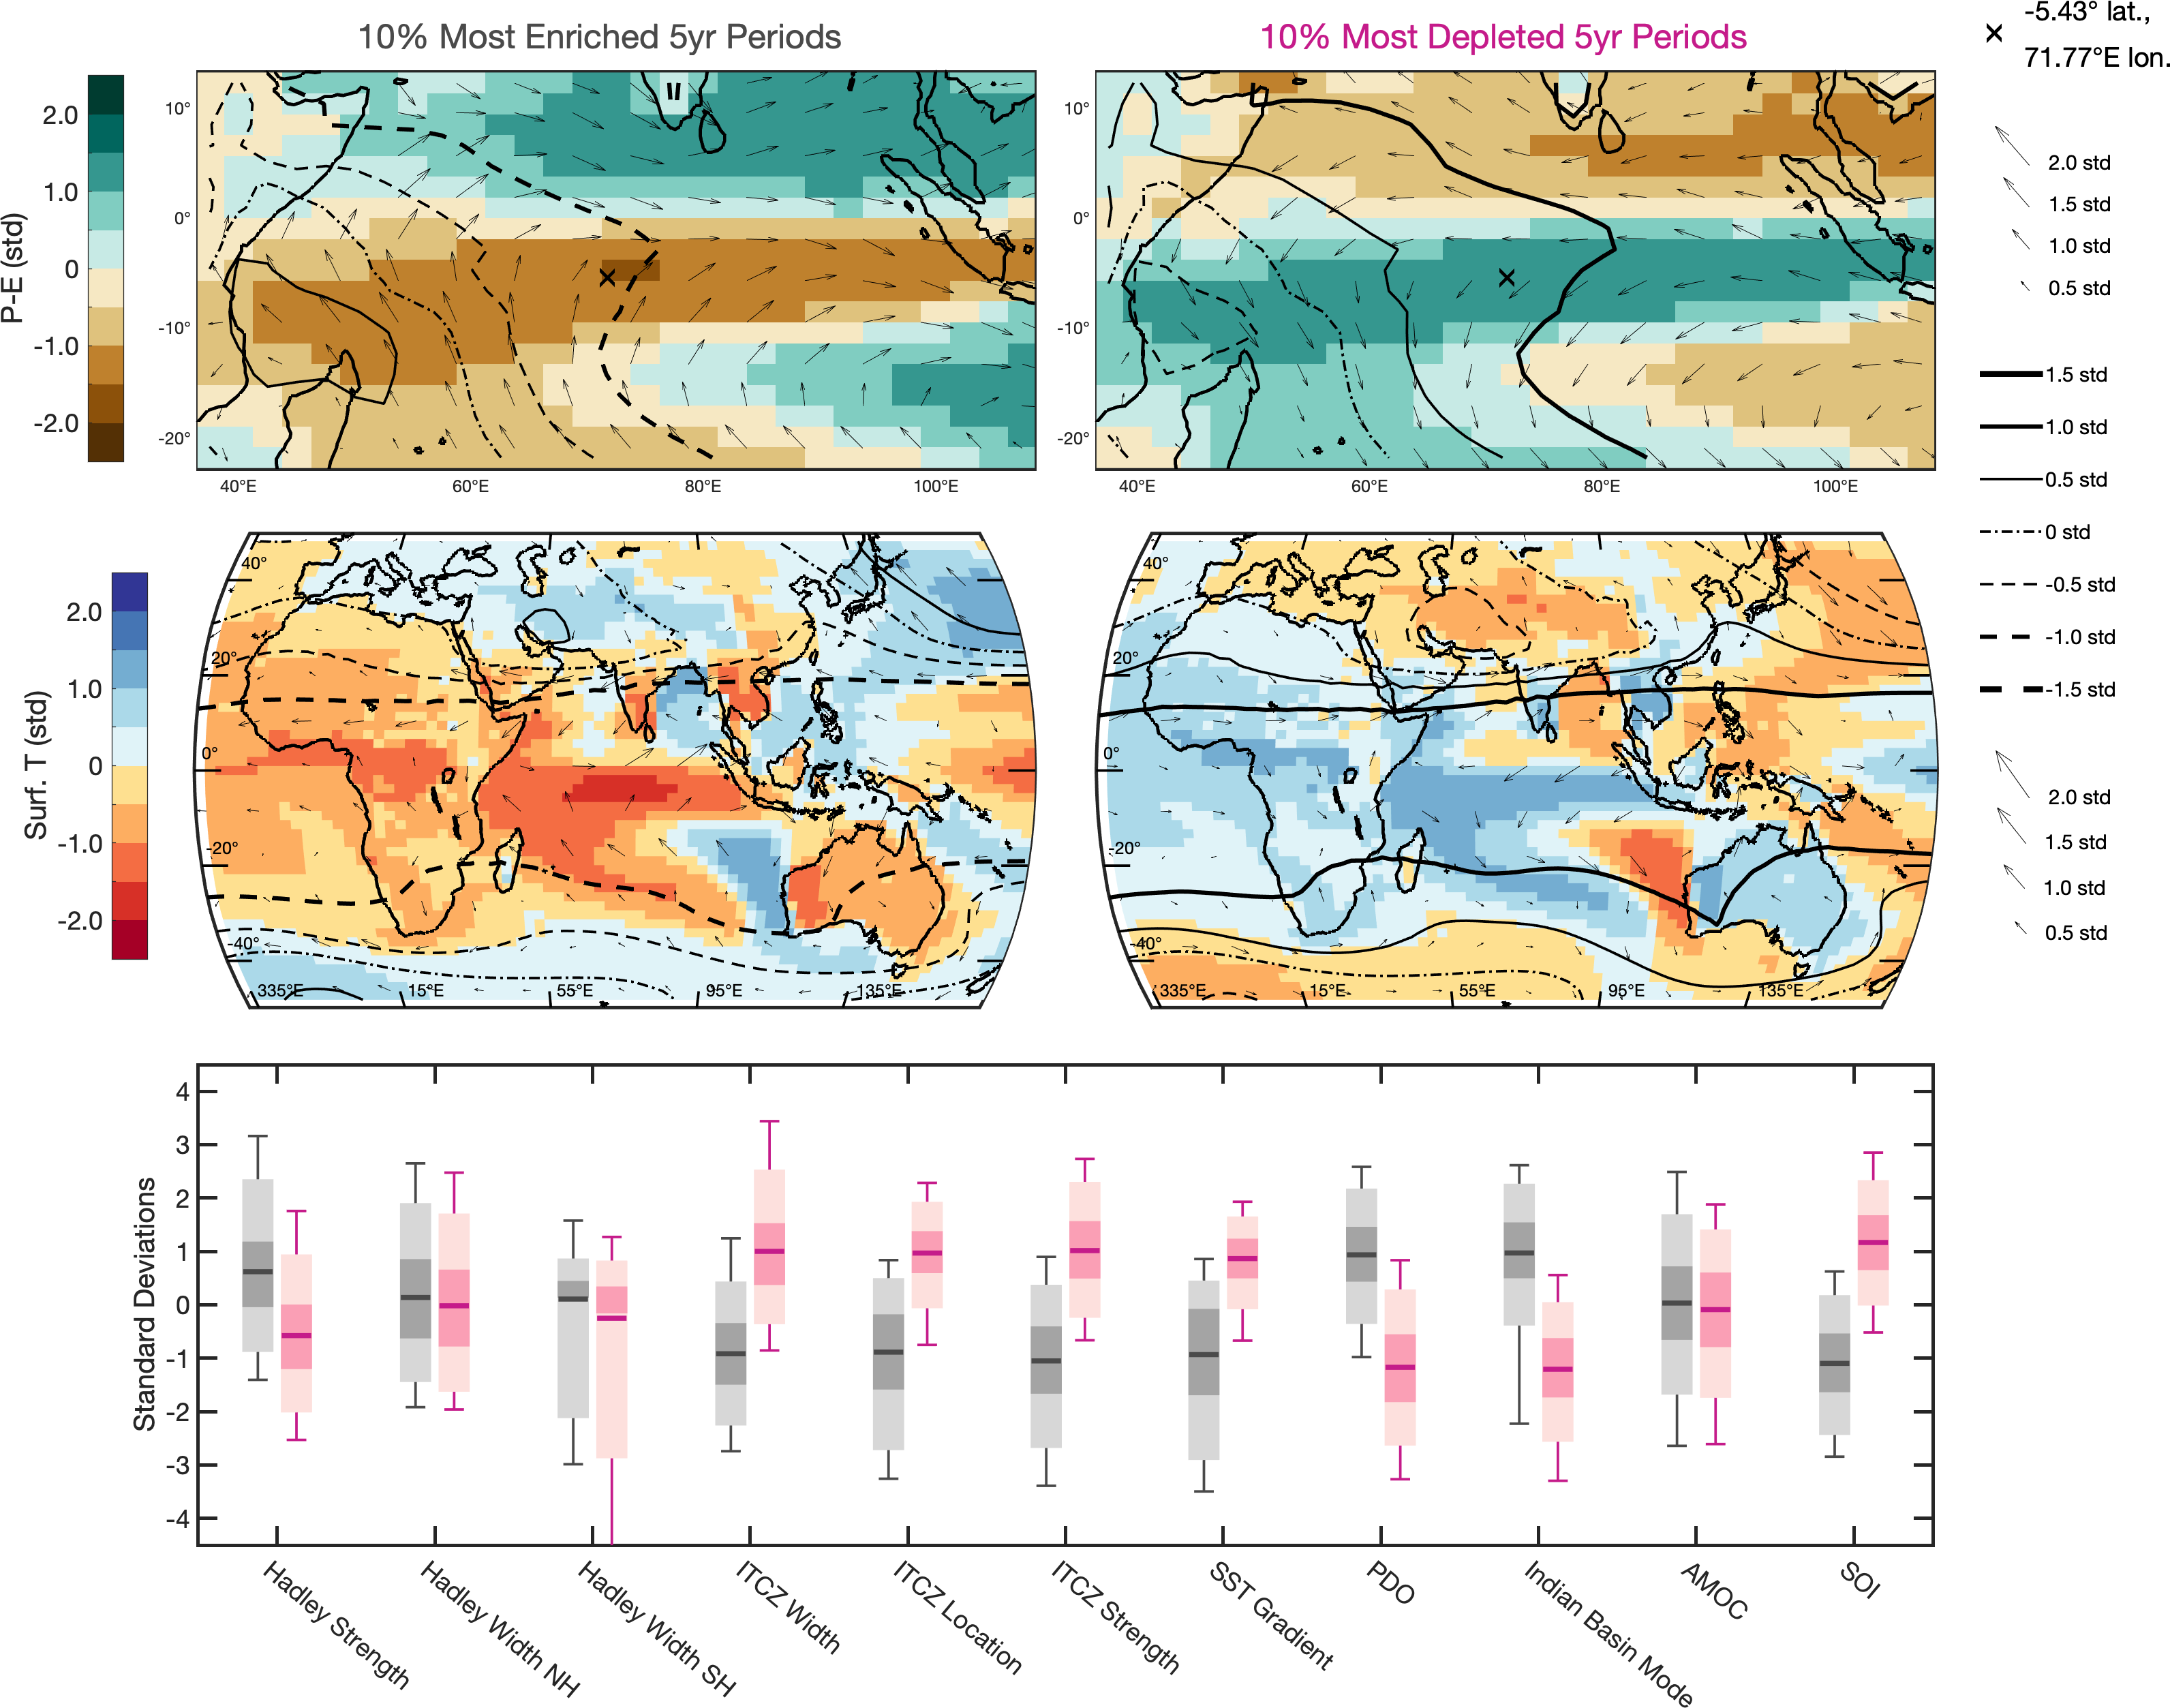 10% Most Enriched 5yr Periods
10% Most Depleted 5yr Periods
-5.43° lat.,
71.77°E lon.
P-E (std)
2.0
1.0
0
-1.0
-2.0
10°
0°
-10°
-20°
40°E
60°E
80°E
100°E
10°
0°
-10°
-20°
40°E
60°E
80°E
100°E
2.0 std
1.5 std
1.0 std
0.5 std
1.5 std
1.0 std
0.5 std
0 std
-0.5 std
-1.0 std
-1.5 std
Surf. T (std)
2.0
1.0
0
-1.0
-2.0
40°
20°
0°
-20°
-40°
335°E
15°E
55°E
95°E
135°E
40°
20°
0°
-20°
-40°
335°E
15°E
55°E
95°E
135°E
2.0 std
1.5 std
1.0 std
0.5 std
Standard Deviations
4
3
2
1
0
-1
-2
-3
-4
Hadley Strength
Hadley Width NH
Hadley Width SH
ITCZ Width
ITCZ Location
ITCZ Strength
SST Gradient
PDO
Indian Basin Mode
AMOC
SOI